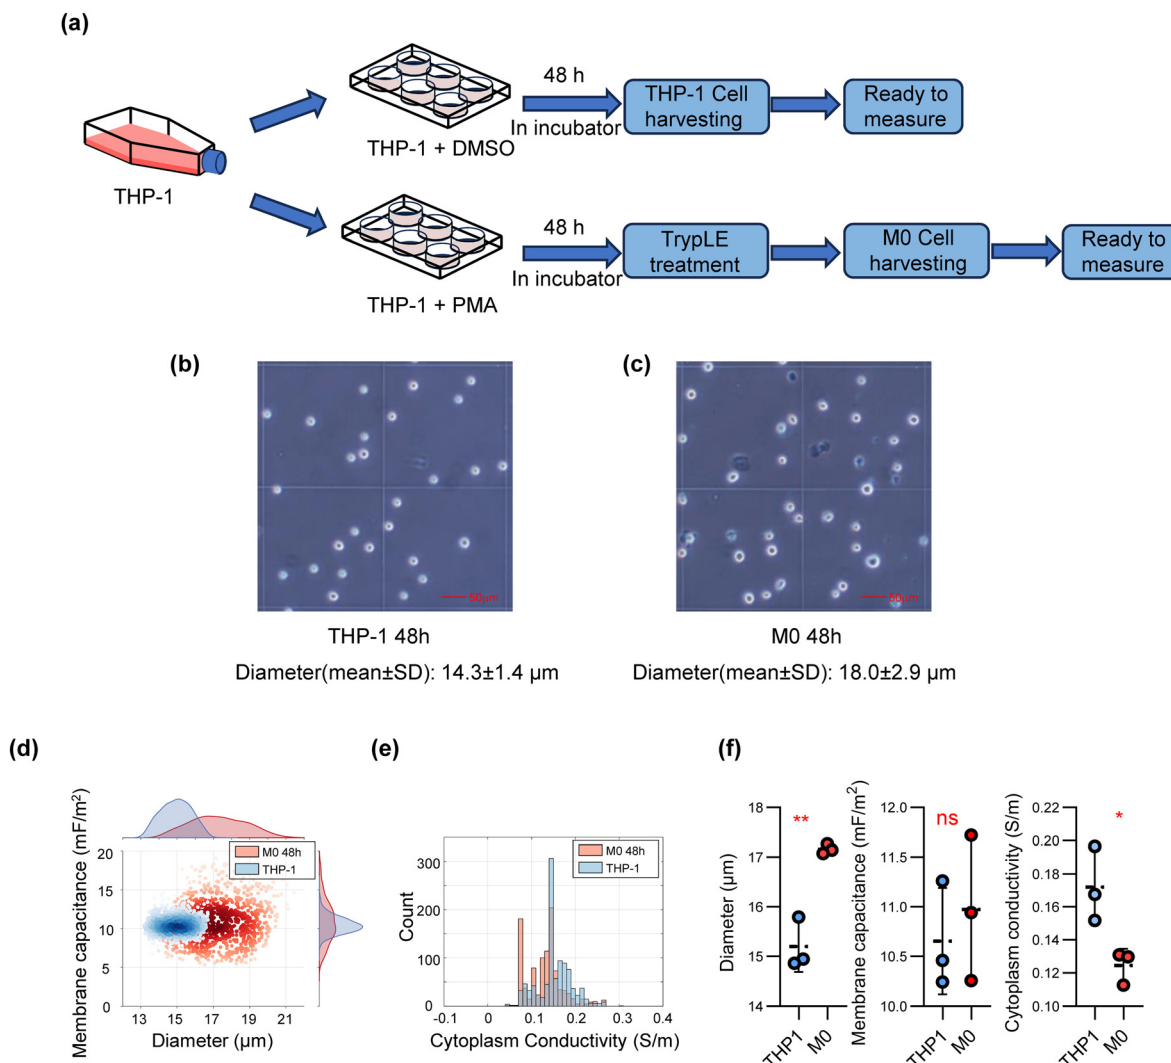 (a)
THP-1
THP-1 + DMSO
48 h
In incubator
THP-1 Cell
harvesting
Ready to
measure
THP-1 + PMA
48 h
In incubator
TrypLE
treatment
M0 Cell
harvesting
Ready to
measure
(b)
50μm
THP-1 48h
Diameter(mean±SD): 14.3±1.4 μm
(c)
50μm
M0 48h
Diameter(mean±SD): 18.0±2.9 μm
(d)
Membrane capacitance (mF/m²)
20
15
10
5
0
M0 48h
THP-1
13 15 17 19 21
Diameter (μm)
(e)
Count
300
200
100
0
M0 48h
THP-1
-0.1 0 0.1 0.2 0.3 0.4
Cytoplasm Conductivity (S/m)
(f)
Diameter (μm)
18
17
16
15
14
**
THP1
M0
Membrane capacitance (mF/m²)
12.0
11.5
11.0
10.5
10.0
ns
THP1
M0
Cytoplasm conductivity (S/m)
0.22
0.20
0.18
0.16
0.14
0.12
0.10
*
THP1
M0